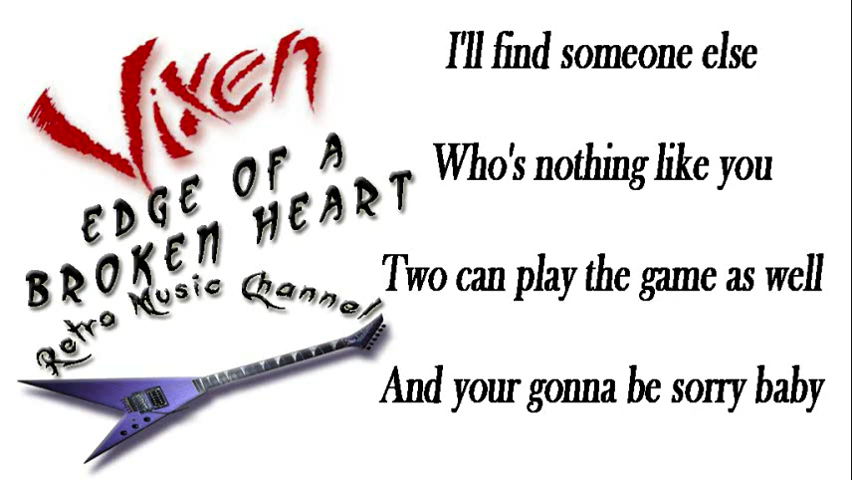 Vixen
EDGE OF A
BROKEN HEART
Retro Music Channel
I'll find someone else
Who's nothing like you
Two can play the game as well
And your gonna be sorry baby